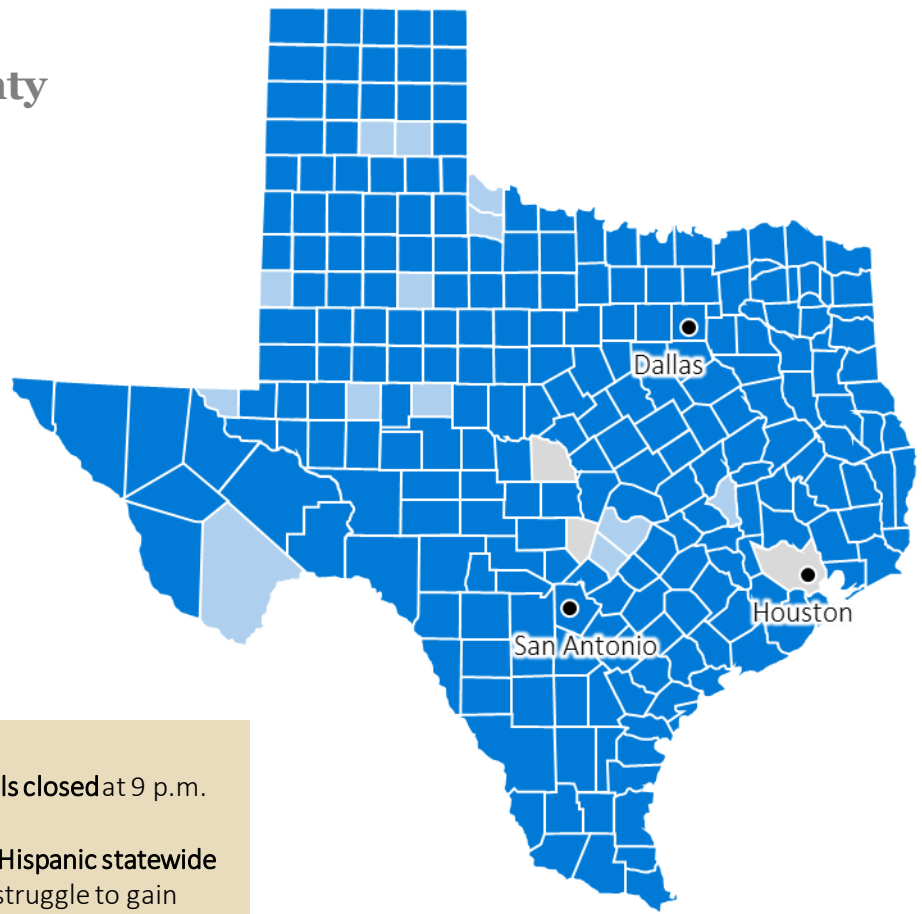 nty
Dallas
Houston
San Antonio
ls closed at 9 p.m.
Hispanic statewide
struggle to gain